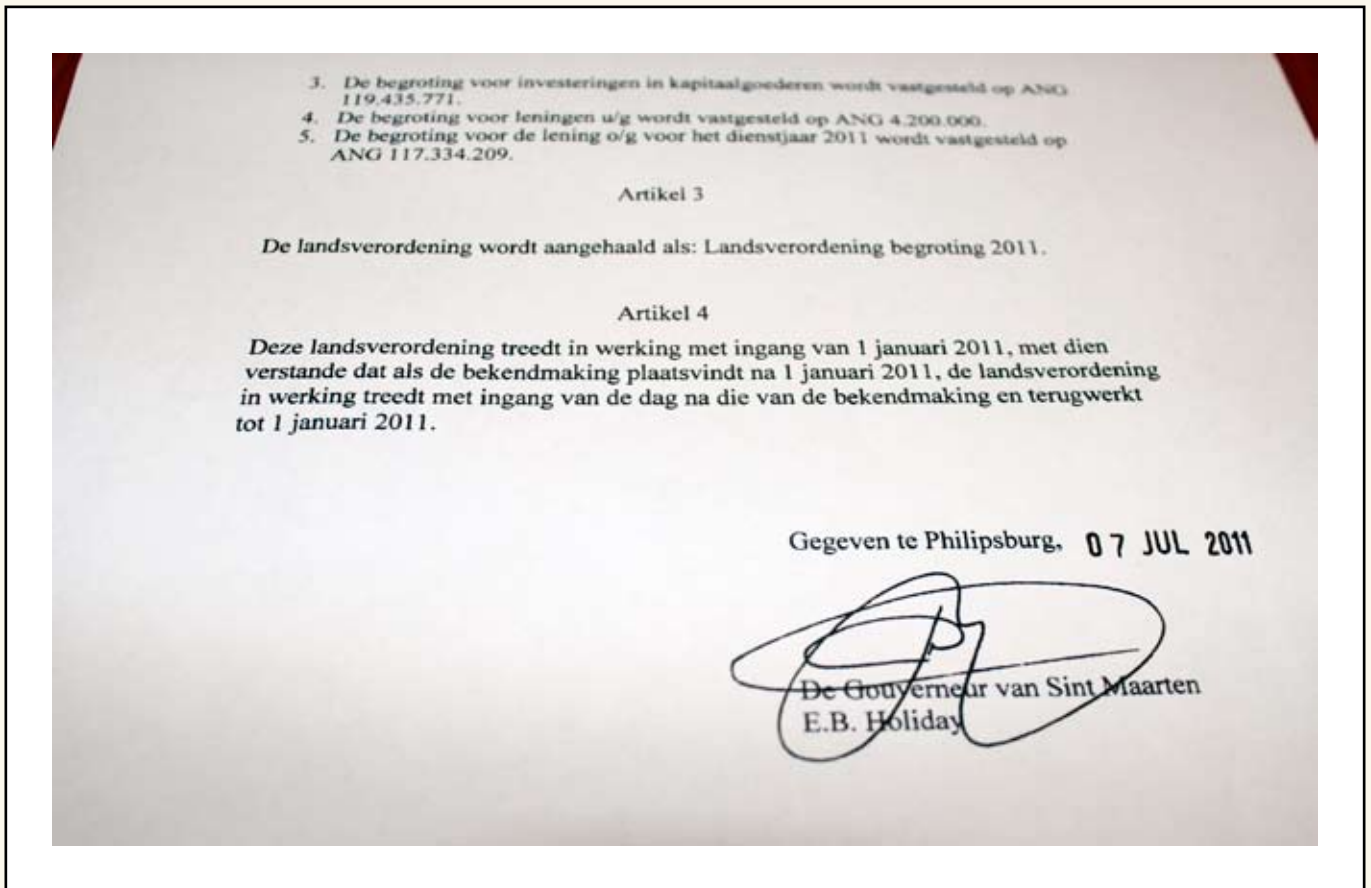 3. De begroting voor investeringen in kapitaalgoederen wordt vastgesteld op ANG
119.435.771.
4. De begroting voor leningen u/g wordt vastgesteld op ANG 4.200.000.
5. De begroting voor de lening o/g voor het dienstjaar 2011 wordt vastgesteld op
ANG 117.334.209.
Artikel 3
De landsverordening wordt aangehaald als: Landsverordening begroting 2011.
Artikel 4
Deze landsverordening treedt in werking met ingang van 1 januari 2011, met dien
verstande dat als de bekendmaking plaatsvindt na 1 januari 2011, de landsverordening
in werking treedt met ingang van de dag na die van de bekendmaking en terugwerkt
tot 1 januari 2011.
Gegeven te Philipsburg, 07 JUL 2011
De Gouverneur van Sint Maarten
E.B. Holiday